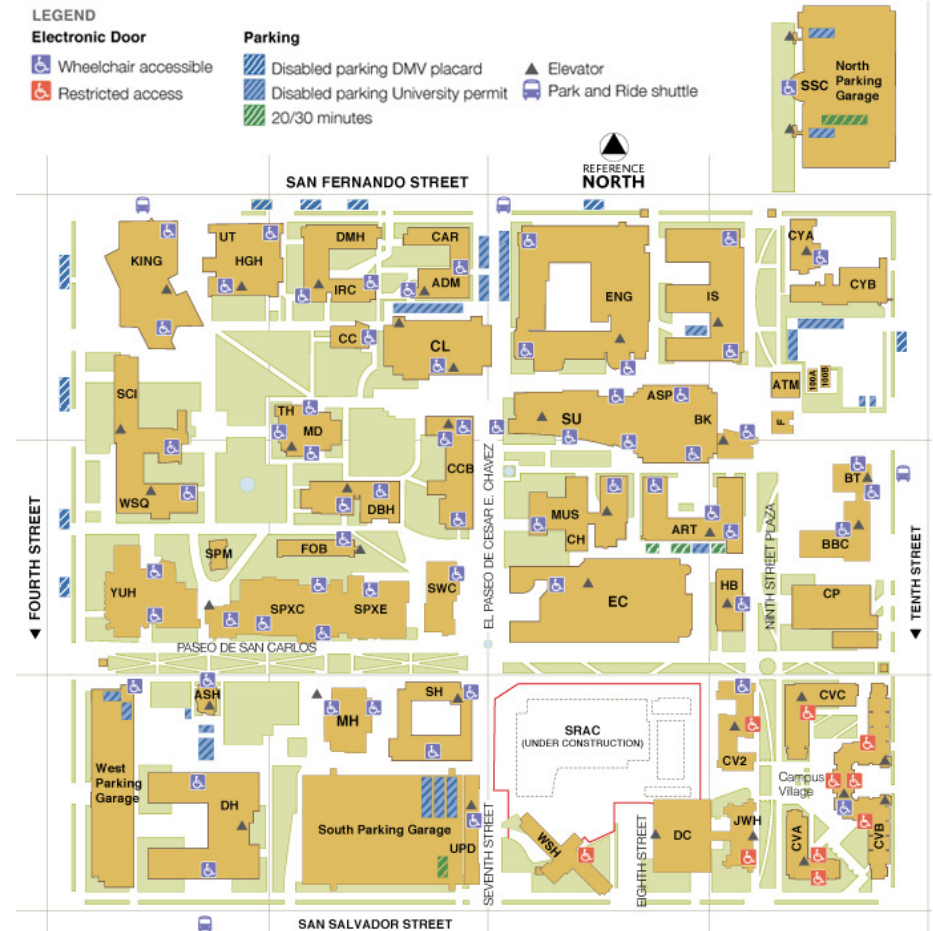 LEGEND
Electronic Door
Wheelchair accessible
Restricted access
Parking
Disabled parking DMV placard
Disabled parking University permit
20/30 minutes
Elevator
Park and Ride shuttle
SSC
North
Parking
Garage
REFERENCE
NORTH
SAN FERNANDO STREET
KING
UT
HGH
DMH
IRC
CAR
ADM
ENG
IS
CYA
CYB
CC
CL
SCI
TH
MD
SU
ASP
BK
ATM
100A
100B
F
CCB
WSQ
DBH
EL PASEO DE CESAR E. CHAVEZ
MUS
CH
ART
NINTH STREET PLAZA
BT
BBC
FOURTH STREET
TENTH STREET
SPM
FOB
YUH
SPXC
SPXE
SWC
EC
HB
CP
PASEO DE SAN CARLOS
ASH
MH
SH
SRAC
(UNDER CONSTRUCTION)
CV2
CVC
Campus
Village
West
Parking
Garage
DH
South Parking Garage
UPD
SEVENTH STREET
WSH
EIGHTH STREET
DC
JWH
CVA
CVB
SAN SALVADOR STREET